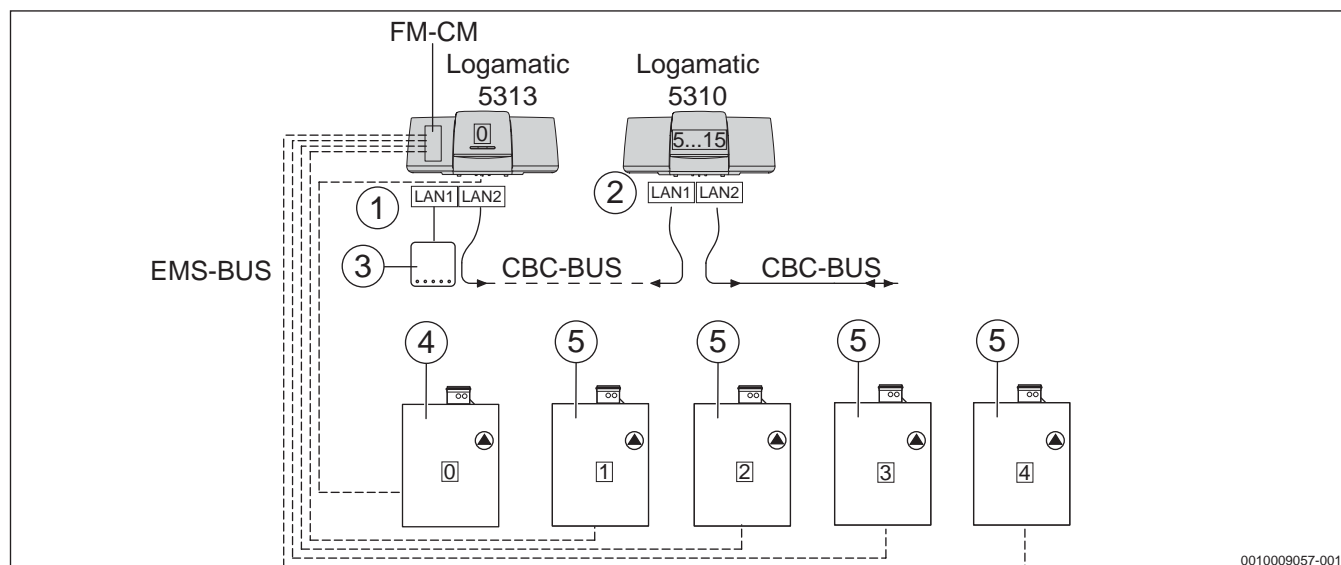 FM-CM
Logamatic
5313
Logamatic
5310
0
5...15
1
LAN1 LAN2
2
LAN1 LAN2
EMS-BUS
3
CBC-BUS
CBC-BUS
4
5
5
5
5
0
1
2
3
4
0010009057-001